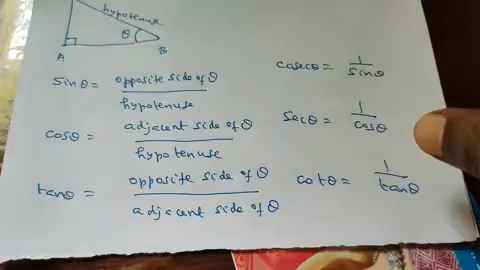 hypotenuse
θ
A
B
sinθ = opposite side of θ / hypotenuse
cosecθ = 1 / sinθ
cosθ = adjacent side of θ / hypotenuse
secθ = 1 / cosθ
tanθ = opposite side of θ / adjacent side of θ
cotθ = 1 / tanθ